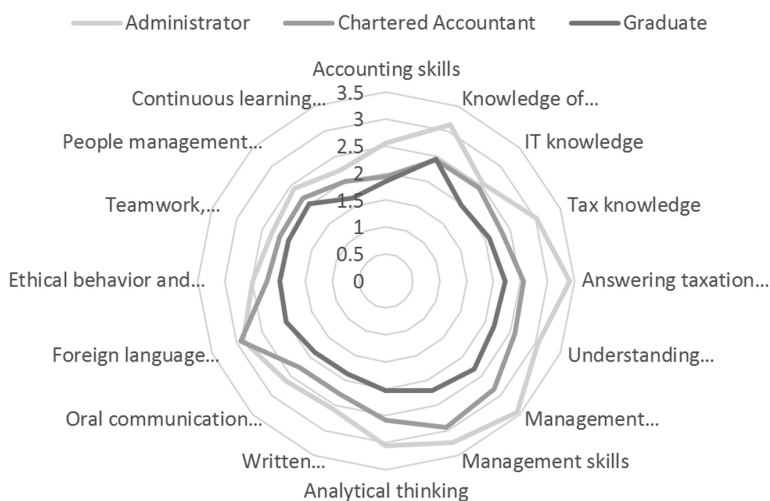 Administrator Chartered Accountant Graduate
Accounting skills
Continuous learning... 3.5 Knowledge of...
3
People management... 2.5 IT knowledge
2
Teamwork,... 1.5 Tax knowledge
1
0.5
Ethical behavior and... 0 Answering taxation...
Foreign language... Understanding...
Oral communication... Management...
Written... Management skills
Analytical thinking